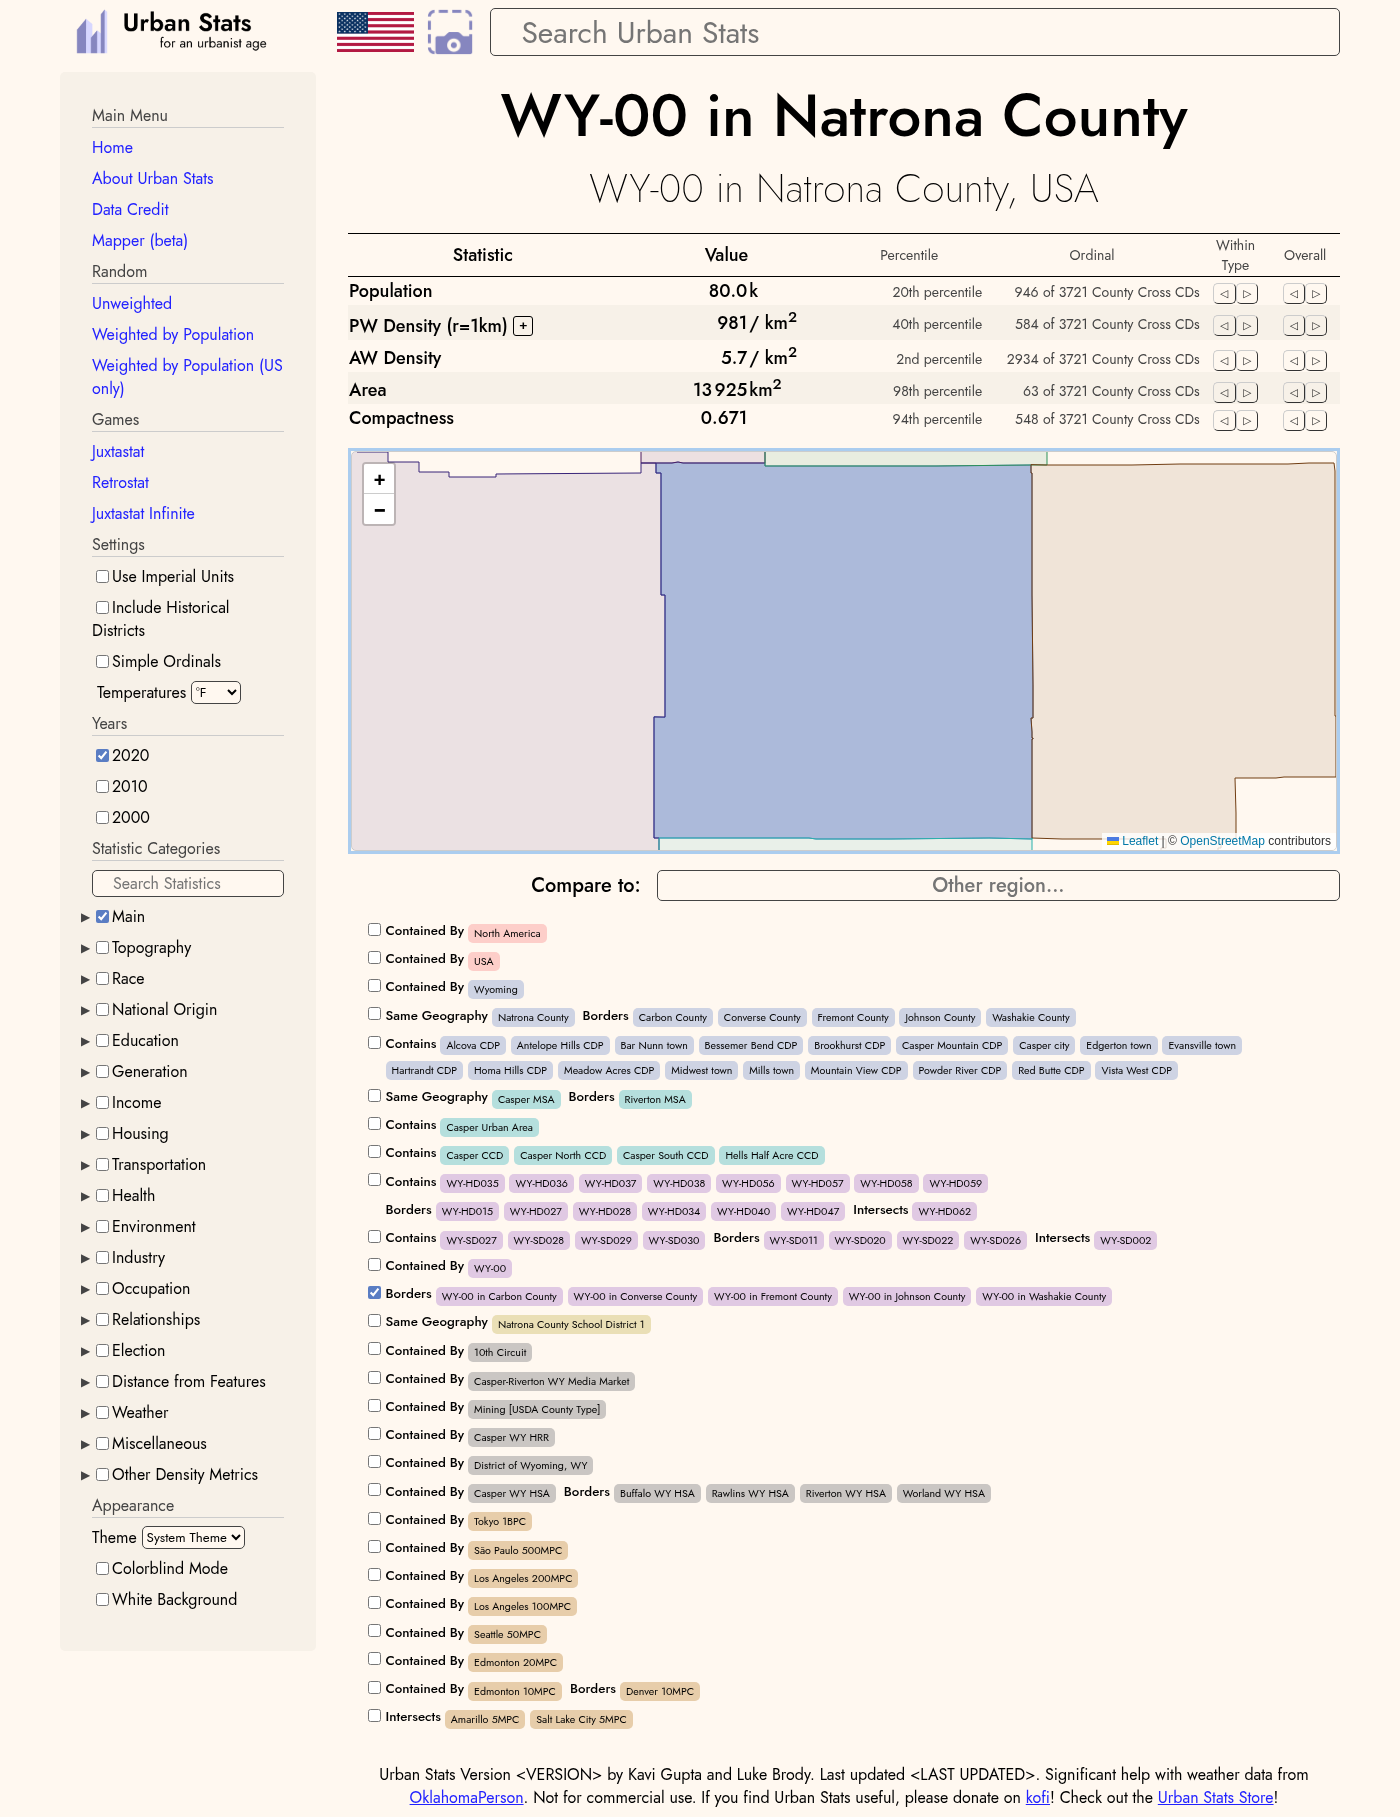 Urban Stats
for an urbanist age
Search Urban Stats
Main Menu
Home
About Urban Stats
Data Credit
Mapper (beta)
Random
Unweighted
Weighted by Population
Weighted by Population (US
only)
Games
Juxtastat
Retrostat
Juxtastat Infinite
Settings
Use Imperial Units
Include Historical
Districts
Simple Ordinals
Temperatures °F
Years
2020
2010
2000
Statistic Categories
Search Statistics
Main
Topography
Race
National Origin
Education
Generation
Income
Housing
Transportation
Health
Environment
Industry
Occupation
Relationships
Election
Distance from Features
Weather
Miscellaneous
Other Density Metrics
Appearance
Theme System Theme
Colorblind Mode
White Background
WY-00 in Natrona County
WY-00 in Natrona County, USA
Statistic Value Percentile Ordinal Within Type Overall
Population 80.0k 20th percentile 946 of 3721 County Cross CDs
PW Density (r=1km) + 981 / km² 40th percentile 584 of 3721 County Cross CDs
AW Density 5.7 / km² 2nd percentile 2934 of 3721 County Cross CDs
Area 13 925 km² 98th percentile 63 of 3721 County Cross CDs
Compactness 0.671 94th percentile 548 of 3721 County Cross CDs
+
−
Leaflet | © OpenStreetMap contributors
Compare to: Other region...
Contained By North America
Contained By USA
Contained By Wyoming
Same Geography Natrona County Borders Carbon County Converse County Fremont County Johnson County Washakie County
Contains Alcova CDP Antelope Hills CDP Bar Nunn town Bessemer Bend CDP Brookhurst CDP Casper Mountain CDP Casper city Edgerton town Evansville town
Hartrandt CDP Homa Hills CDP Meadow Acres CDP Midwest town Mills town Mountain View CDP Powder River CDP Red Butte CDP Vista West CDP
Same Geography Casper MSA Borders Riverton MSA
Contains Casper Urban Area
Contains Casper CCD Casper North CCD Casper South CCD Hells Half Acre CCD
Contains WY-HD035 WY-HD036 WY-HD037 WY-HD038 WY-HD056 WY-HD057 WY-HD058 WY-HD059
Borders WY-HD015 WY-HD027 WY-HD028 WY-HD034 WY-HD040 WY-HD047 Intersects WY-HD062
Contains WY-SD027 WY-SD028 WY-SD029 WY-SD030 Borders WY-SD011 WY-SD020 WY-SD022 WY-SD026 Intersects WY-SD002
Contained By WY-00
Borders WY-00 in Carbon County WY-00 in Converse County WY-00 in Fremont County WY-00 in Johnson County WY-00 in Washakie County
Same Geography Natrona County School District 1
Contained By 10th Circuit
Contained By Casper-Riverton WY Media Market
Contained By Mining [USDA County Type]
Contained By Casper WY HRR
Contained By District of Wyoming, WY
Contained By Casper WY HSA Borders Buffalo WY HSA Rawlins WY HSA Riverton WY HSA Worland WY HSA
Contained By Tokyo 1BPC
Contained By São Paulo 500MPC
Contained By Los Angeles 200MPC
Contained By Los Angeles 100MPC
Contained By Seattle 50MPC
Contained By Edmonton 20MPC
Contained By Edmonton 10MPC Borders Denver 10MPC
Intersects Amarillo 5MPC Salt Lake City 5MPC
Urban Stats Version <VERSION> by Kavi Gupta and Luke Brody. Last updated <LAST UPDATED>. Significant help with weather data from
OklahomaPerson. Not for commercial use. If you find Urban Stats useful, please donate on kofi! Check out the Urban Stats Store!